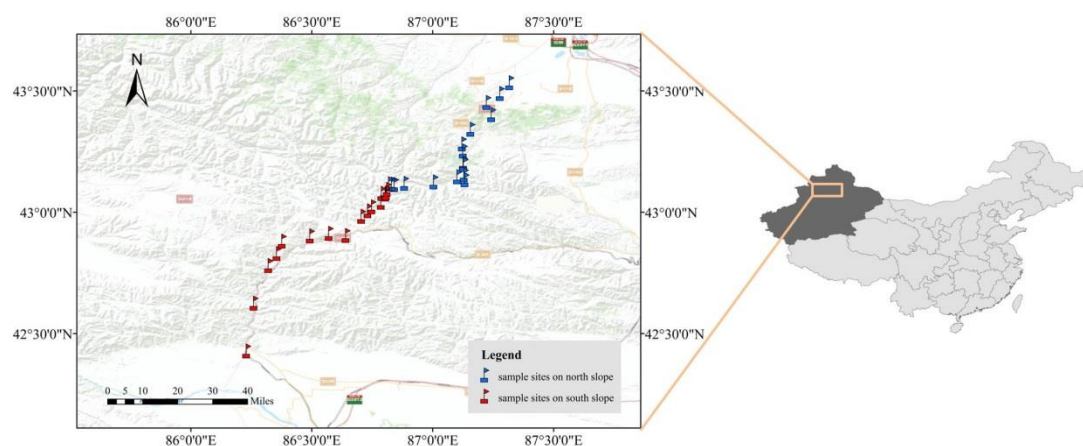 86°0'0"E 86°30'0"E 87°0'0"E 87°30'0"E
N
43°30'0"N 43°30'0"N
43°0'0"N 43°0'0"N
42°30'0"N 42°30'0"N
Legend
sample sites on north slope
sample sites on south slope
0 5 10 20 30 40
Miles
86°0'0"E 86°30'0"E 87°0'0"E 87°30'0"E